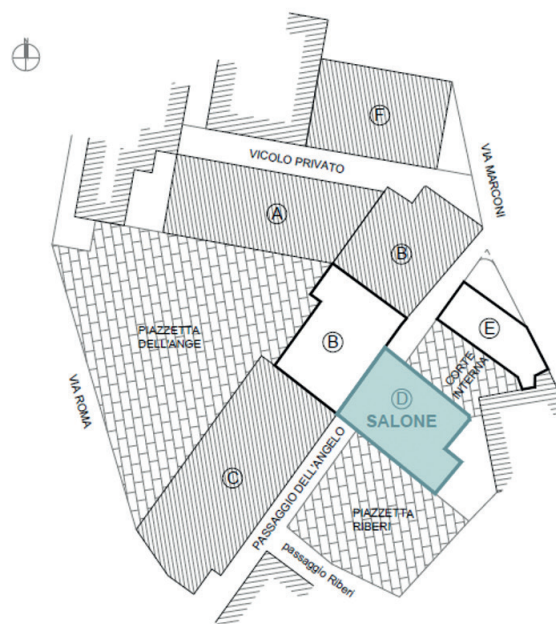 N
F
VICOLO PRIVATO
VIA MARCONI
A
B
E
PIAZZETTA
DELL'ANGE
B
CORTE
INTERNA
D
SALONE
VIA ROMA
C
PASSAGGIO DELL'ANGELO
PIAZZETTA
RIBERI
passaggio Riberi